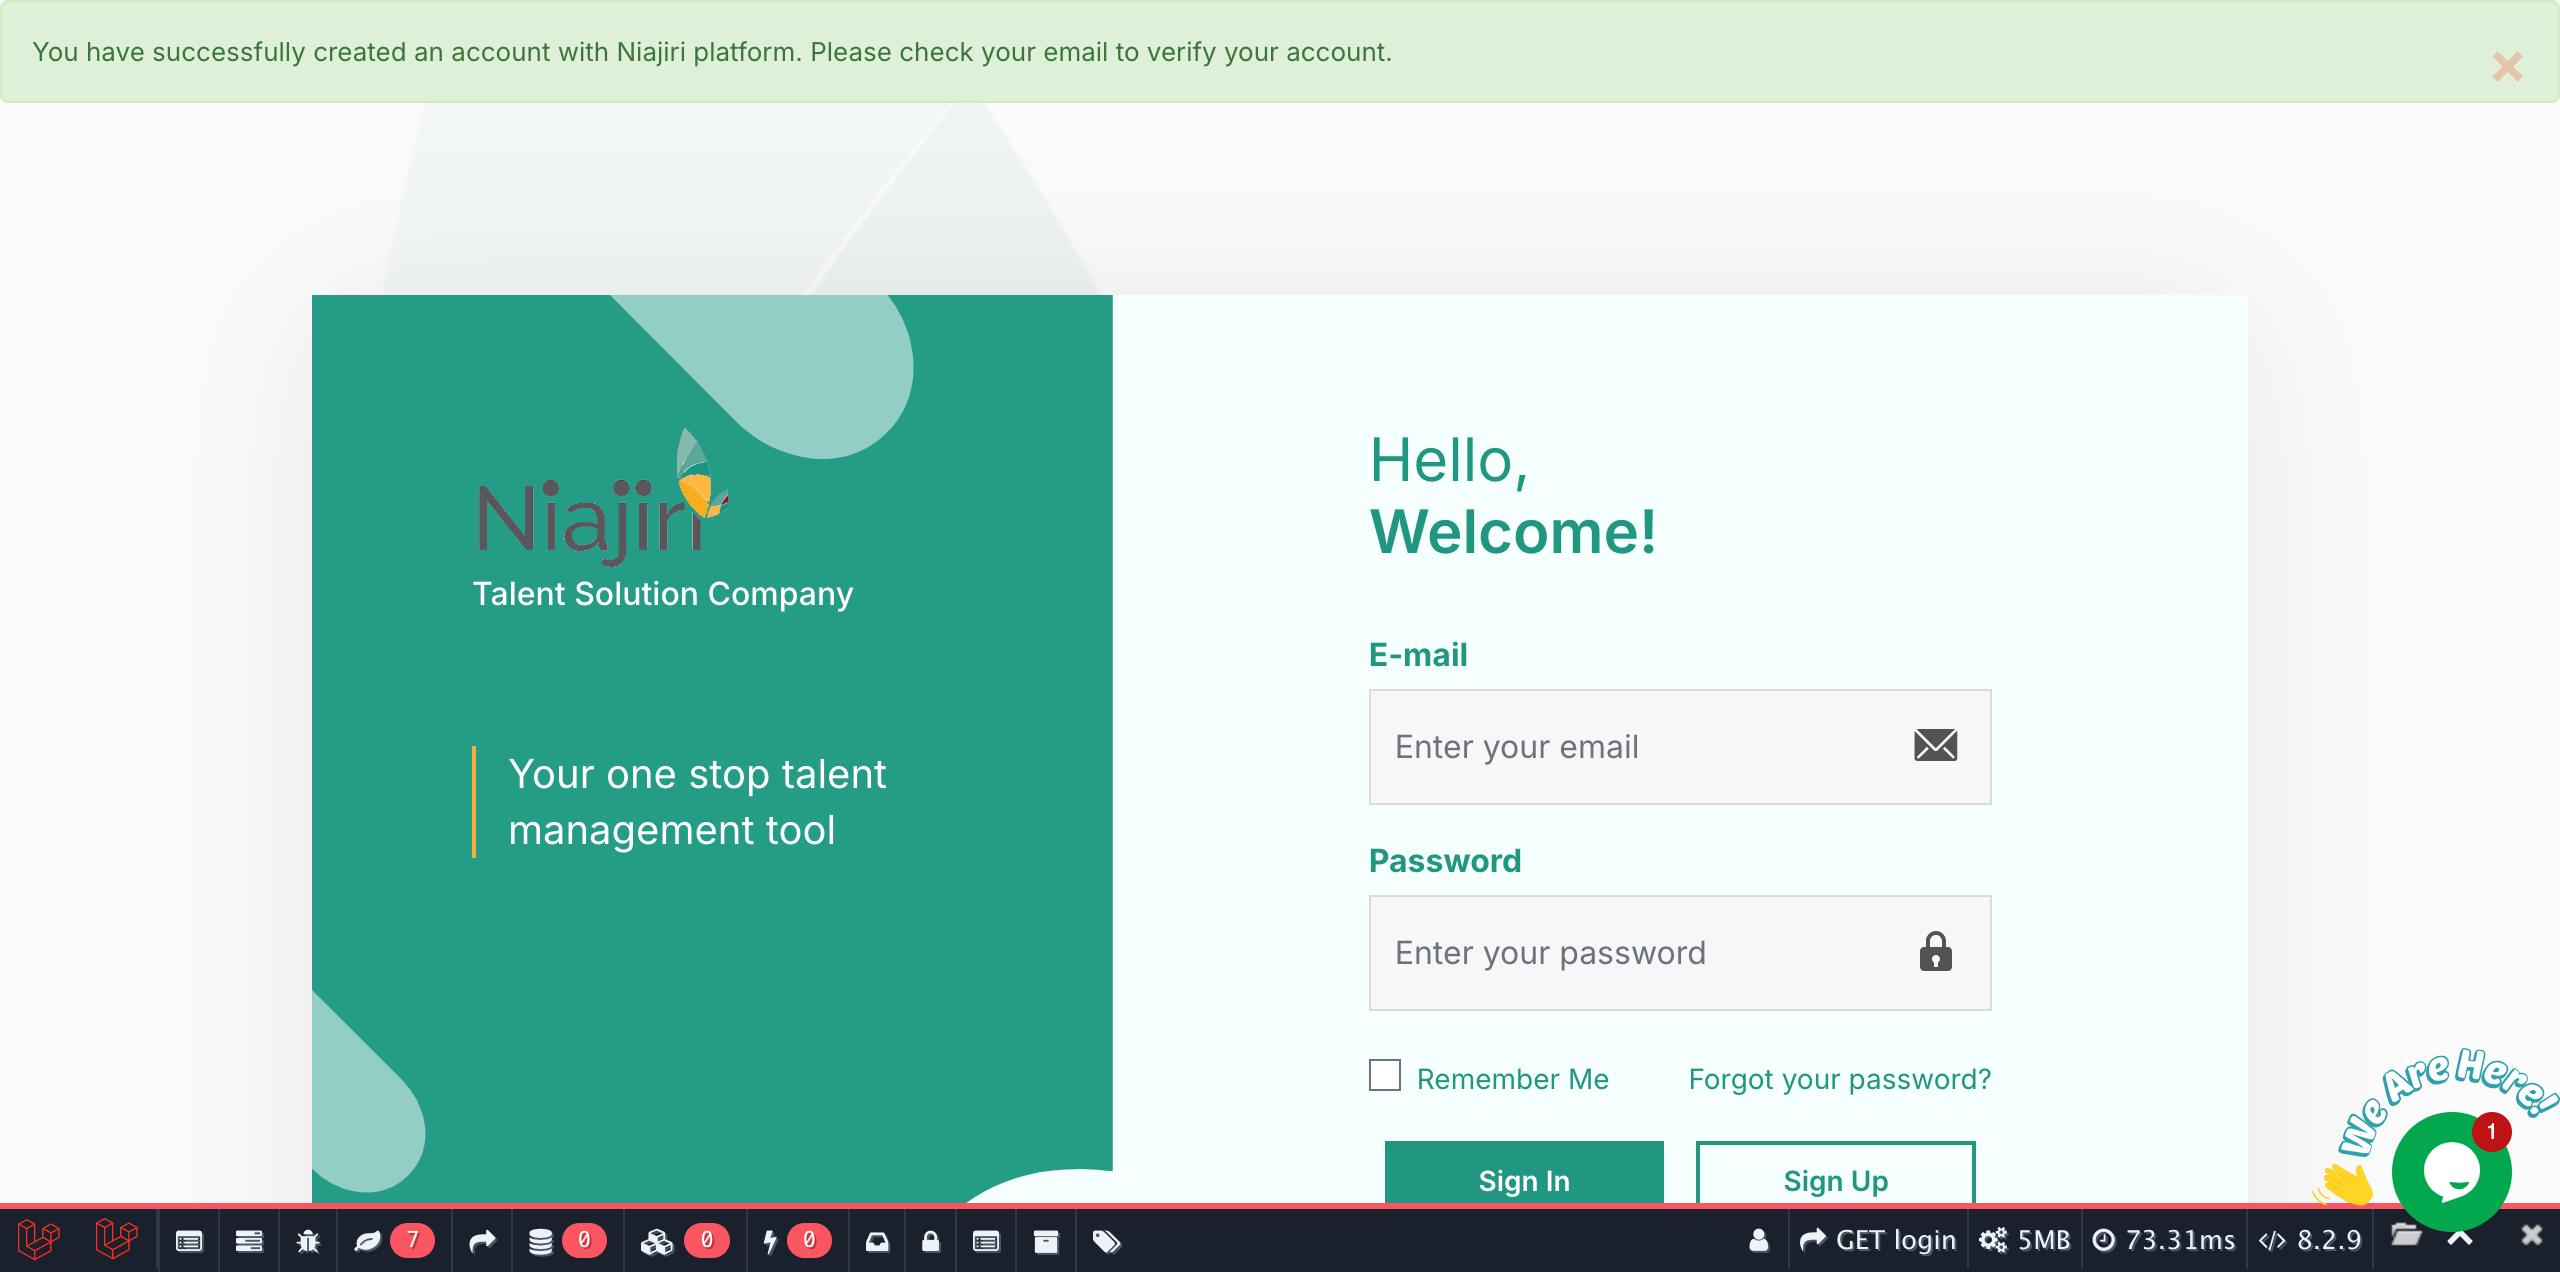 You have successfully created an account with Niajiri platform. Please check your email to verify your account.
Niajiri
Talent Solution Company
Your one stop talent
management tool
Hello,
Welcome!
E-mail
Enter your email
Password
Enter your password
Remember Me
Forgot your password?
Sign In
Sign Up
We Are Here!
1
7
0
0
0
GET login
5MB
73.31ms
8.2.9